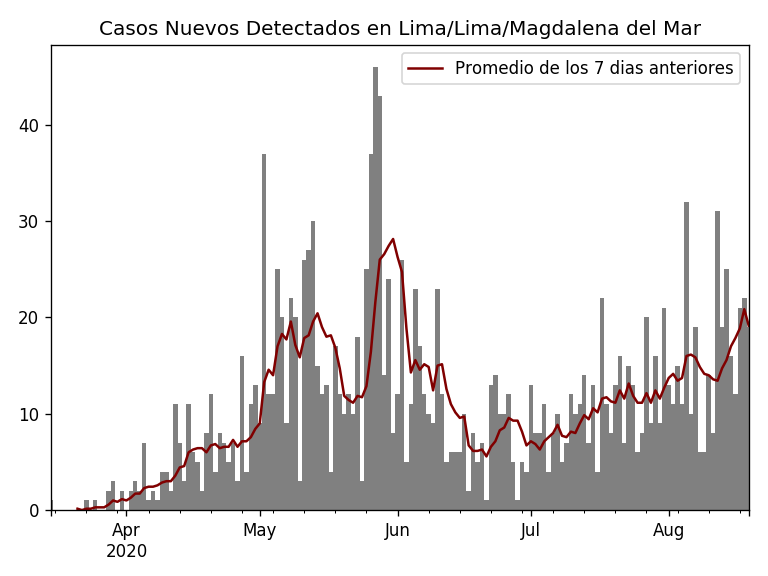 Casos Nuevos Detectados en Lima/Lima/Magdalena del Mar
Promedio de los 7 dias anteriores
40
30
20
10
0
Apr May Jun Jul Aug
2020